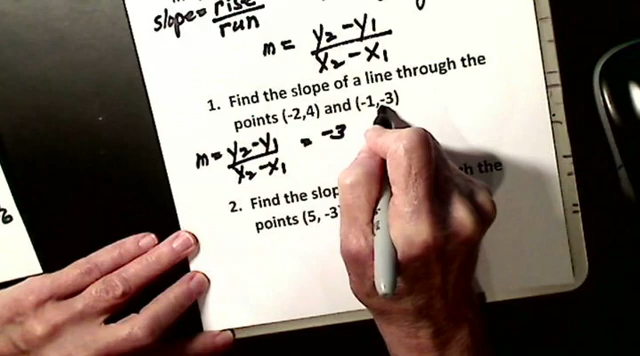 slope = rise/run
m = y₂-y₁/x₂-x₁
1. Find the slope of a line through the
points (-2,4) and (-1,-3)
m = y₂-y₁/x₂-x₁ = -3
2. Find the slop
h the
points (5, -3